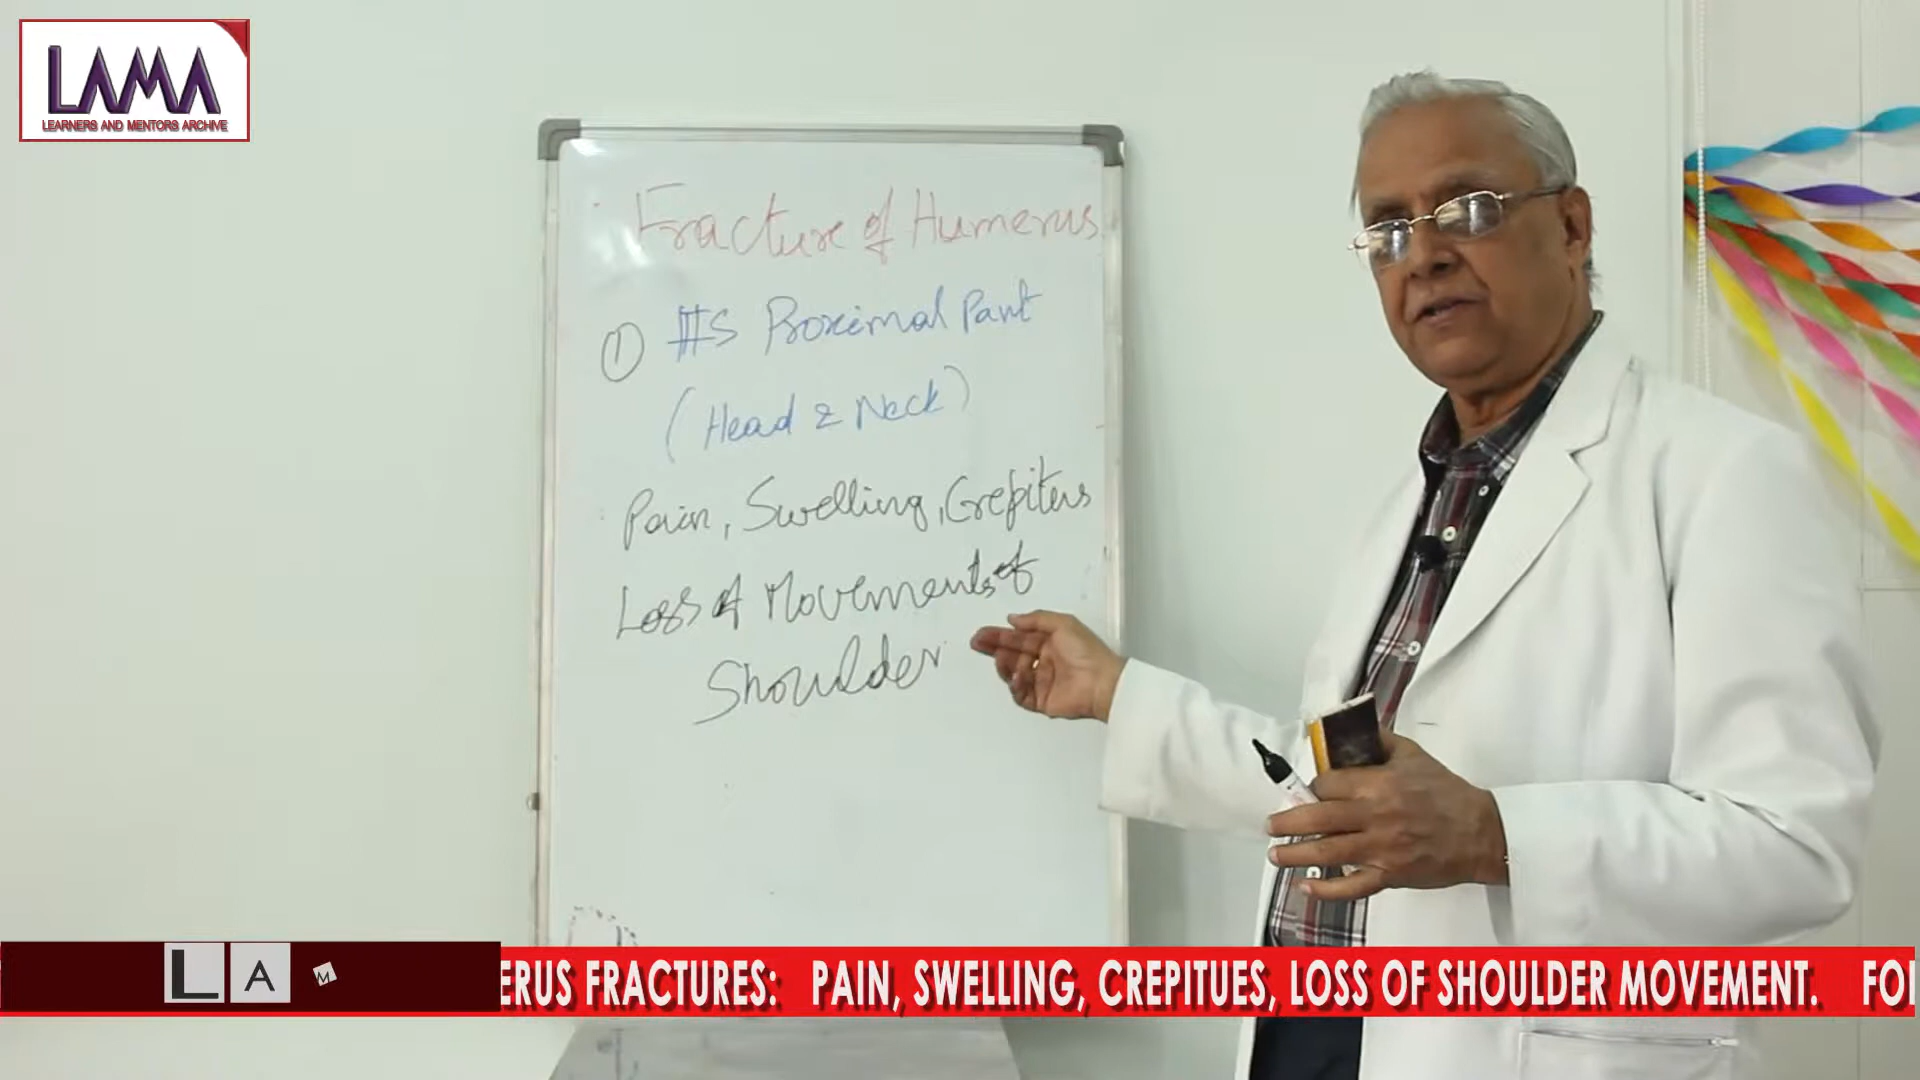 LAMA
LEARNERS AND MENTORS ARCHIVE
Fracture of Humerus
① #S Proximal Part
(Head & Neck)
Pain, Swelling, Crepitus
Loss of Movements of
Shoulder
L A M
ERUS FRACTURES: PAIN, SWELLING, CREPITUES, LOSS OF SHOULDER MOVEMENT. FO